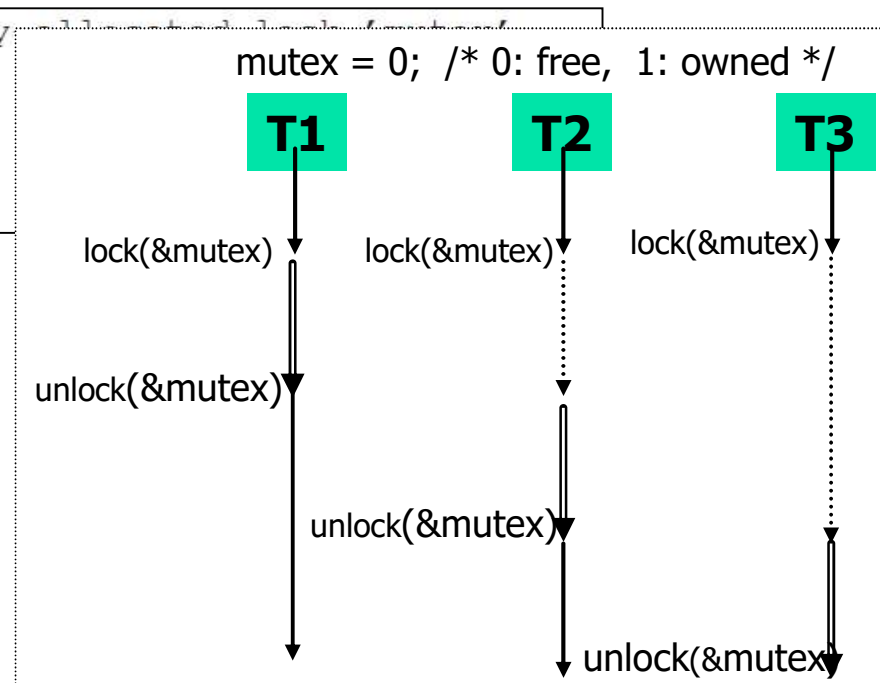 mutex = 0; /* 0: free, 1: owned */
T1 T2 T3
lock(&mutex) lock(&mutex) lock(&mutex)
unlock(&mutex)
unlock(&mutex)
unlock(&mutex)